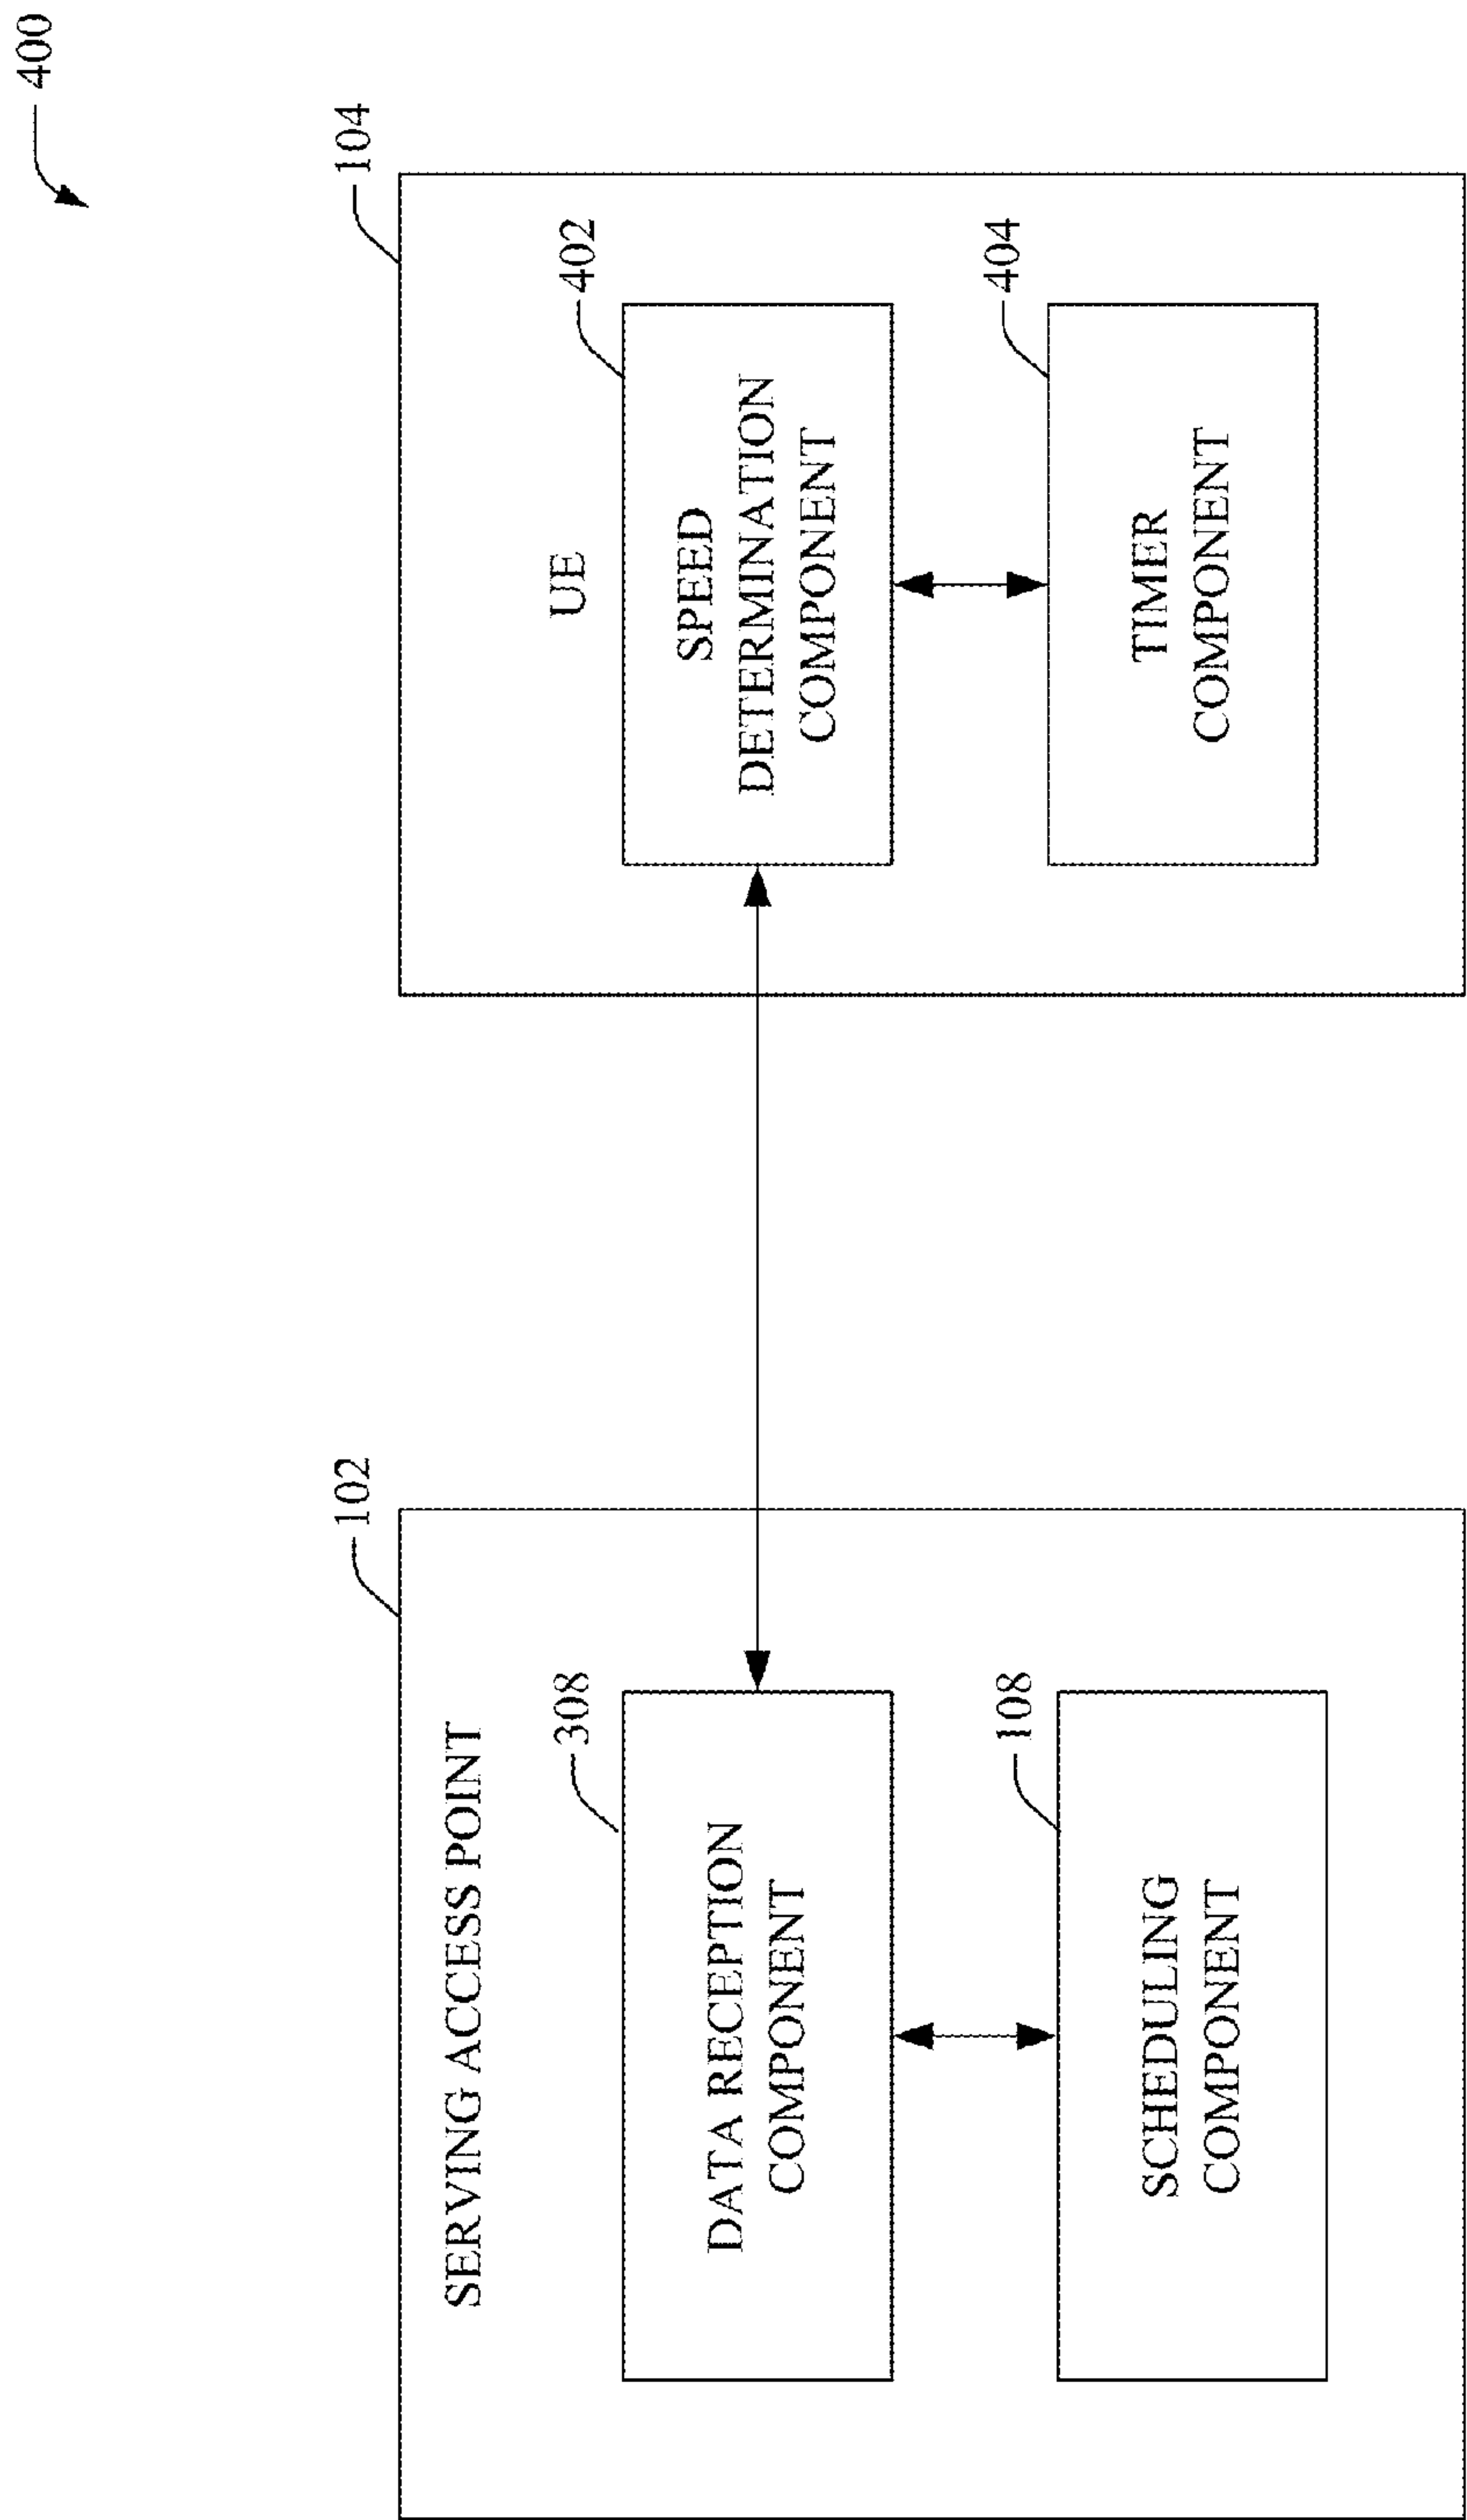 400
102
SERVING ACCESS POINT
308
DATA RECEPTION
COMPONENT
108
SCHEDULING
COMPONENT
104
UE
402
SPEED
DETERMINATION
COMPONENT
404
TIMER
COMPONENT